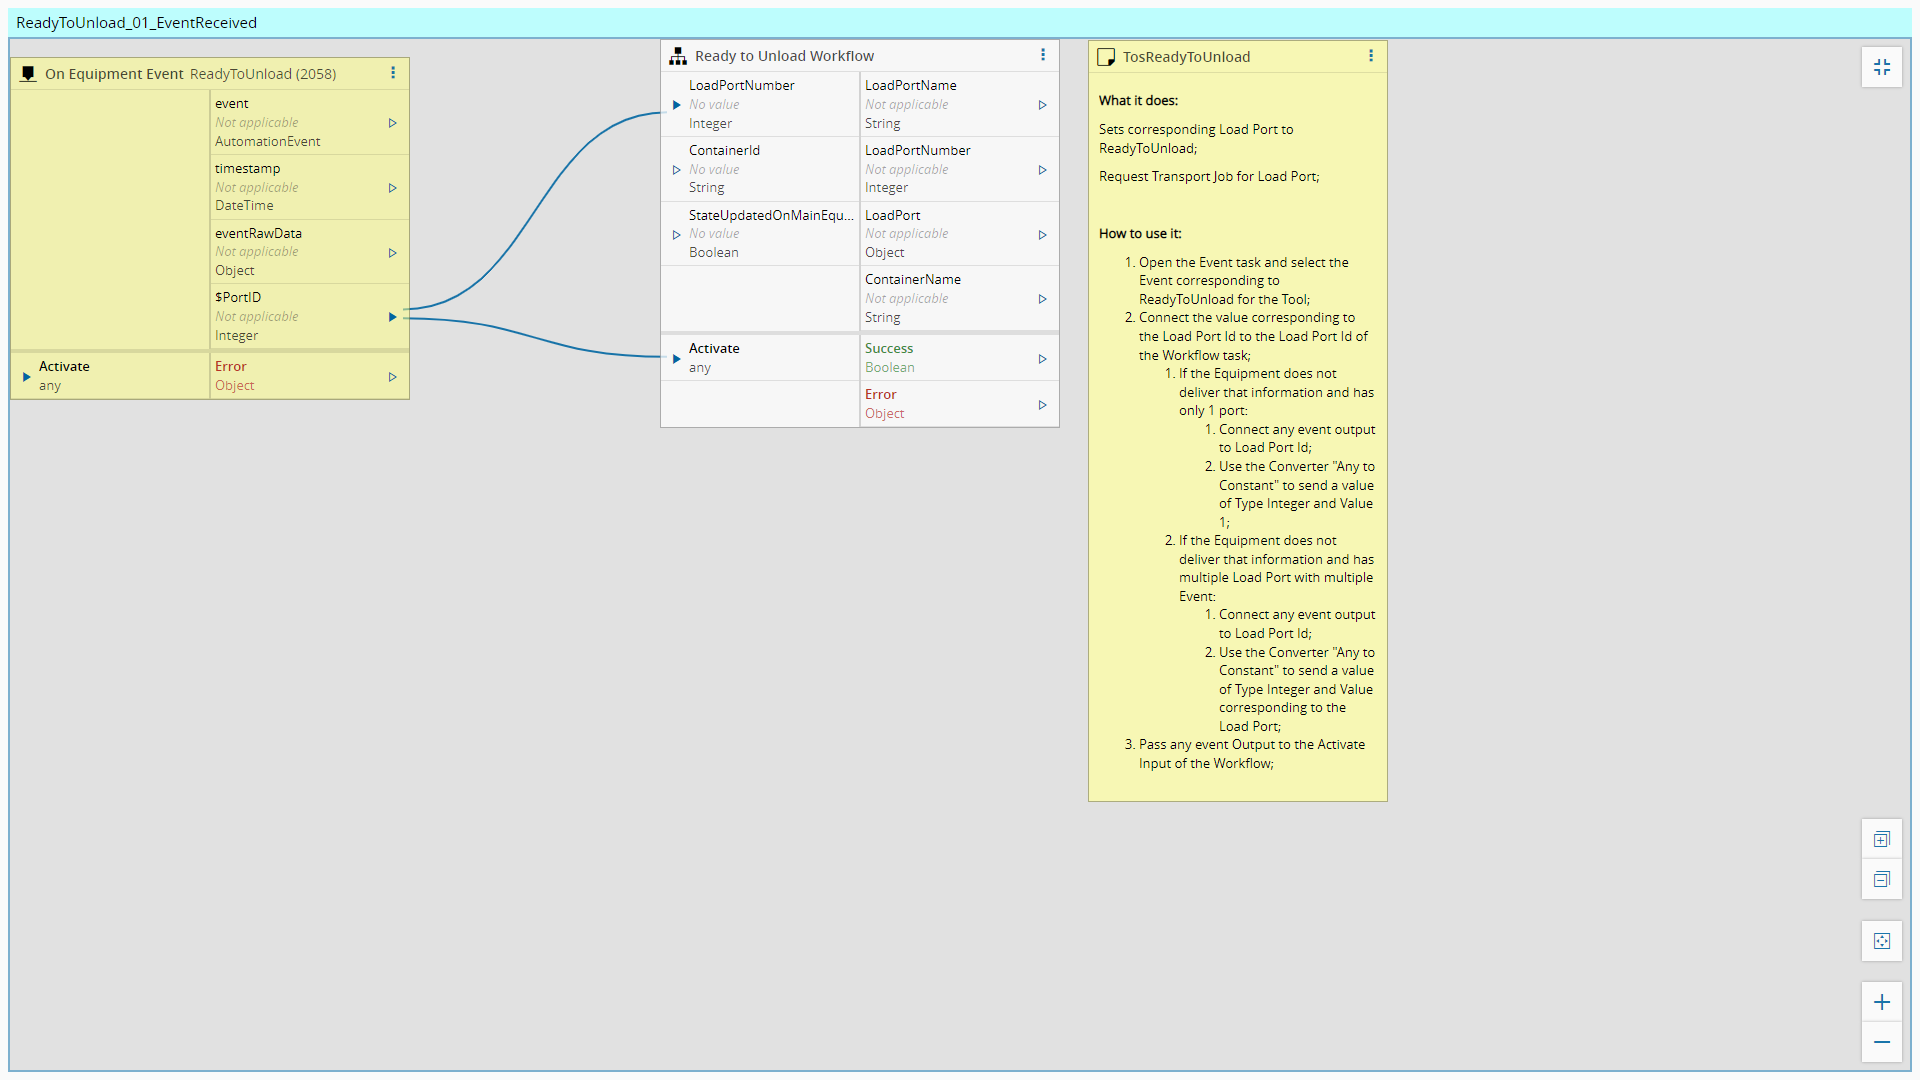 ReadyToUnload_01_EventReceived
On Equipment Event ReadyToUnload (2058)
event
Not applicable
AutomationEvent
timestamp
Not applicable
DateTime
eventRawData
Not applicable
Object
$PortID
Not applicable
Integer
Activate
any
Error
Object
Ready to Unload Workflow
LoadPortNumber
No value
Integer
LoadPortName
Not applicable
String
ContainerId
No value
String
LoadPortNumber
Not applicable
Integer
StateUpdatedOnMainEqu...
No value
Boolean
LoadPort
Not applicable
Object
ContainerName
Not applicable
String
Activate
any
Success
Boolean
Error
Object
TosReadyToUnload
What it does:
Sets corresponding Load Port to
ReadyToUnload;
Request Transport Job for Load Port;
How to use it:
1. Open the Event task and select the
Event corresponding to
ReadyToUnload for the Tool;
2. Connect the value corresponding to
the Load Port Id to the Load Port Id of
the Workflow task;
1. If the Equipment does not
deliver that information and has
only 1 port:
1. Connect any event output
to Load Port Id;
2. Use the Converter "Any to
Constant" to send a value
of Type Integer and Value
1;
2. If the Equipment does not
deliver that information and has
multiple Load Port with multiple
Event:
1. Connect any event output
to Load Port Id;
2. Use the Converter "Any to
Constant" to send a value
of Type Integer and Value
corresponding to the
Load Port;
3. Pass any event Output to the Activate
Input of the Workflow;